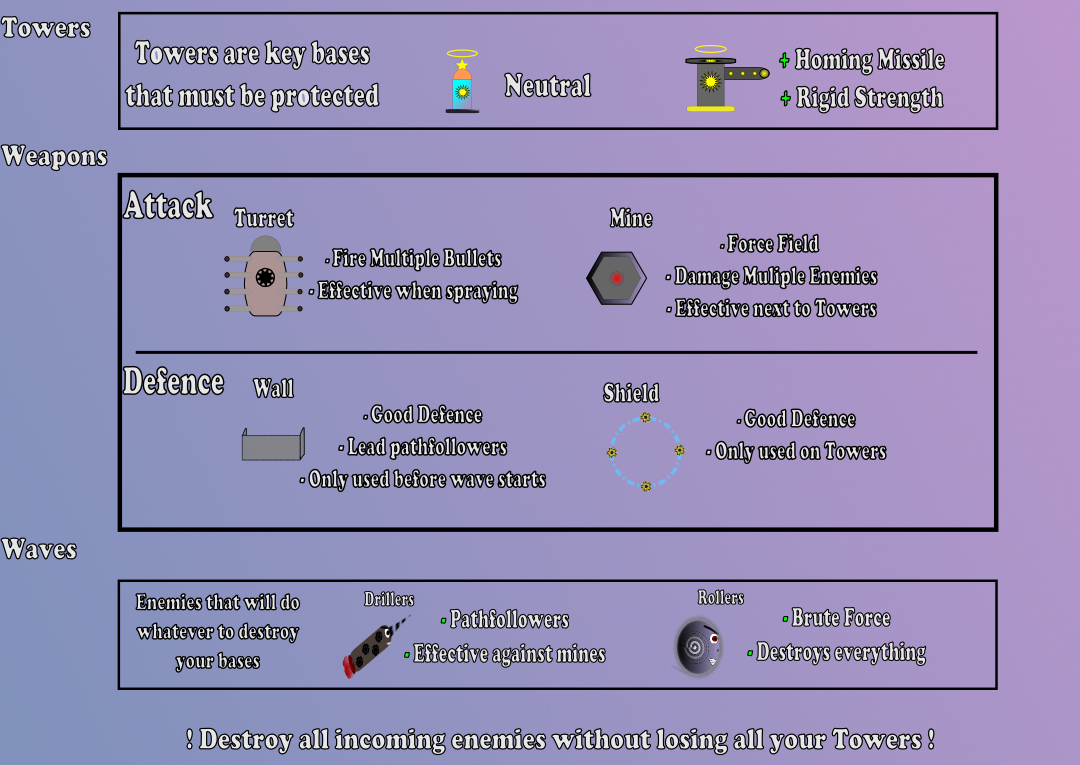 Towers
Towers are key bases
that must be protected
Neutral
+ Homing Missile
+ Rigid Strength
Weapons
Attack
Turret
- Fire Multiple Bullets
- Effective when spraying
Mine
- Force Field
- Damage Muliple Enemies
- Effective next to Towers
Defence
Wall
- Good Defence
- Lead pathfollowers
- Only used before wave starts
Shield
- Good Defence
- Only used on Towers
Waves
Enemies that will do
whatever to destroy
your bases
Drillers
- Pathfollowers
- Effective against mines
Rollers
- Brute Force
- Destroys everything
! Destroy all incoming enemies without losing all your Towers !